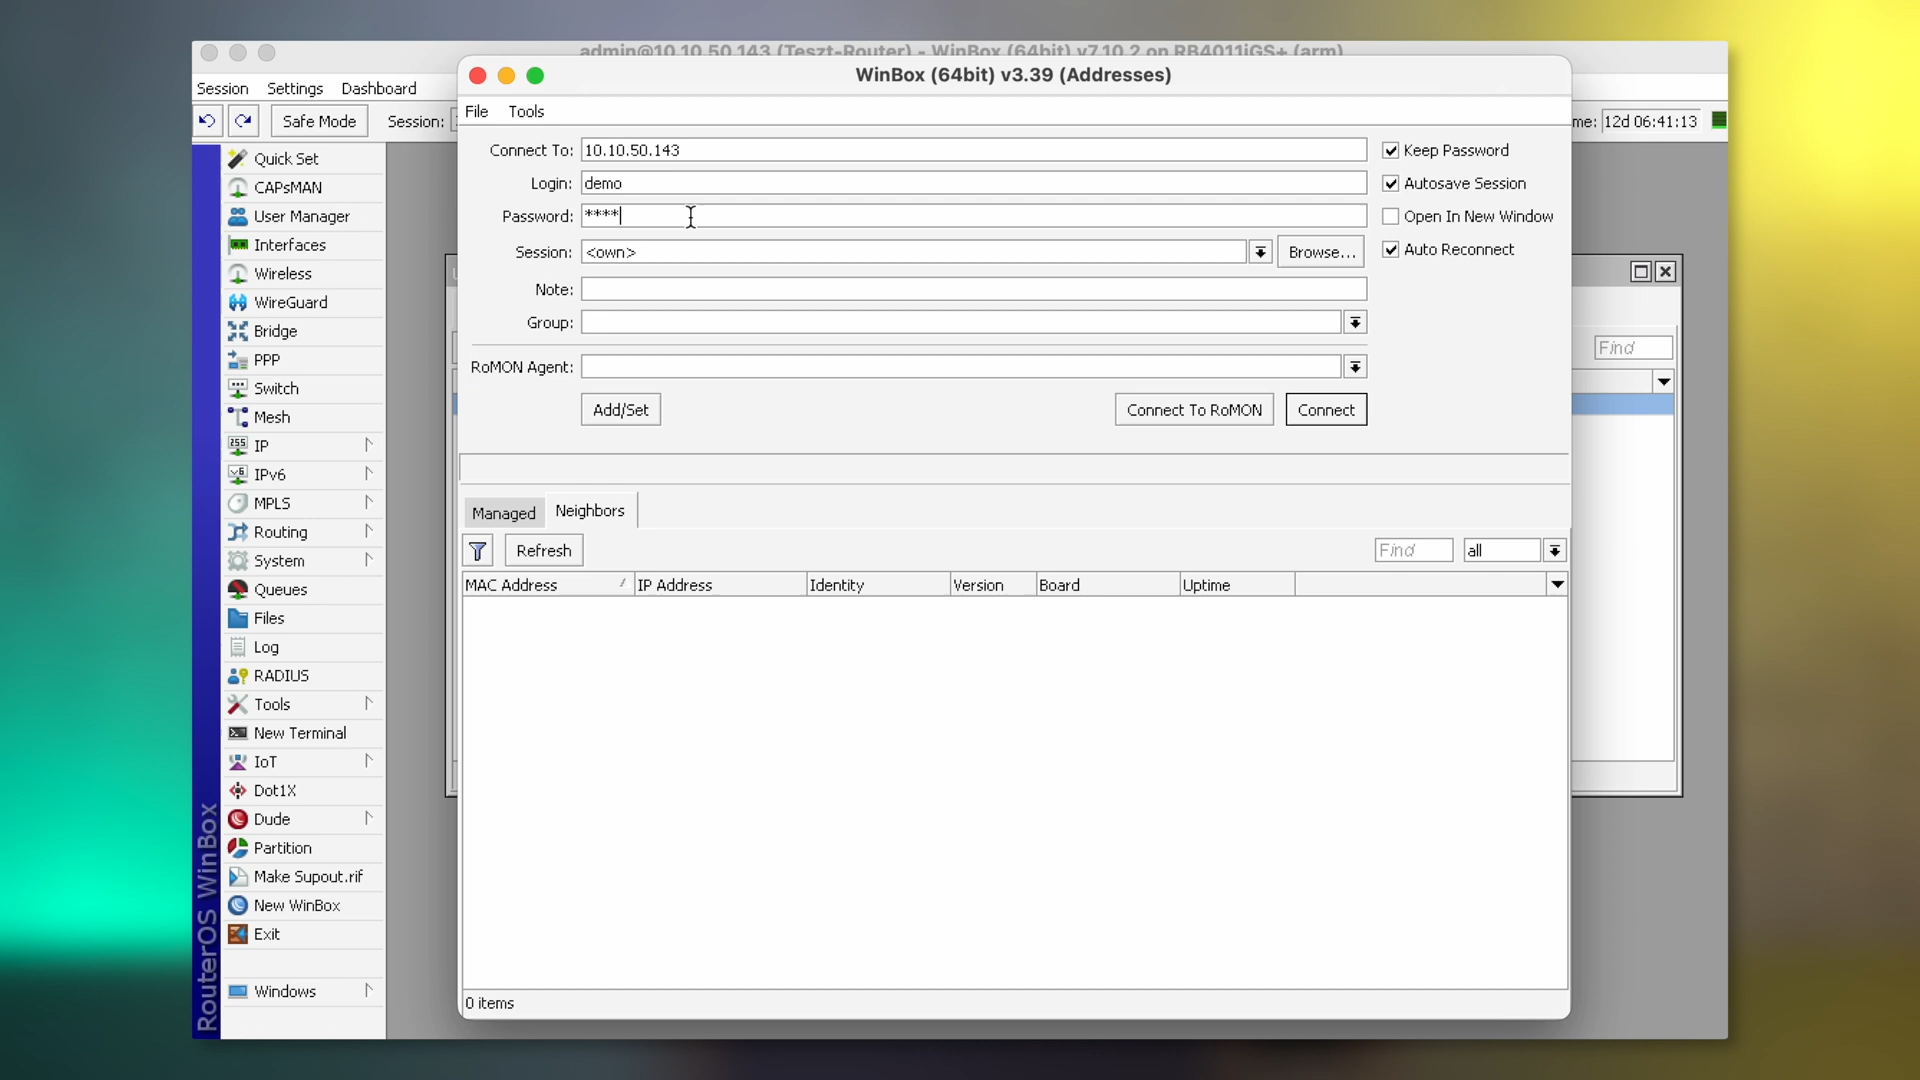 admin@10.10.50.143 (Teszt-Router) - WinBox (64bit) v7.10.2 on RB4011iGS+ (arm)
WinBox (64bit) v3.39 (Addresses)
Session Settings Dashboard
Safe Mode Session:
me: 12d 06:41:13
File Tools
Connect To: 10.10.50.143
Login: demo
Password: ****
Session: <own> Browse...
Note:
Group:
RoMON Agent:
Keep Password
Autosave Session
Open In New Window
Auto Reconnect
Add/Set Connect To RoMON Connect
Find
Managed Neighbors
Refresh Find all
MAC Address IP Address Identity Version Board Uptime
0 items
Quick Set
CAPsMAN
User Manager
Interfaces
Wireless
WireGuard
Bridge
PPP
Switch
Mesh
255 IP
v6 IPv6
MPLS
Routing
System
Queues
Files
Log
RADIUS
Tools
New Terminal
IoT
Dot1X
Dude
Partition
Make Supout.rif
New WinBox
Exit
Windows
RouterOS WinBox